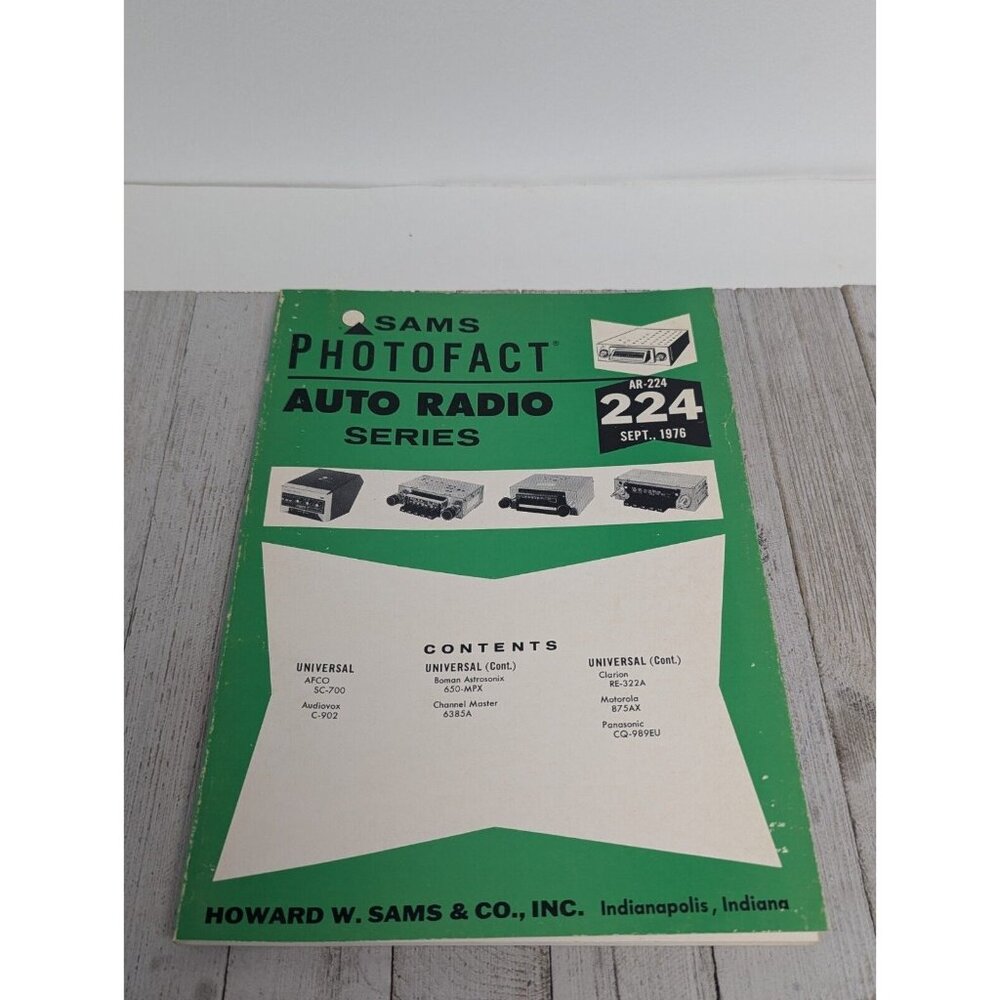 SAMS
PHOTOFACT®
AUTO RADIO
SERIES
AR-224
224
SEPT., 1976
CONTENTS
UNIVERSAL
AFCO
SC-700
Audiovox
C-902
UNIVERSAL (Cont.)
Boman Astrosonix
650-MPX
Channel Master
6385A
UNIVERSAL (Cont.)
Clarion
RE-322A
Motorola
875AX
Panasonic
CQ-989EU
HOWARD W. SAMS & CO., INC. Indianapolis, Indiana